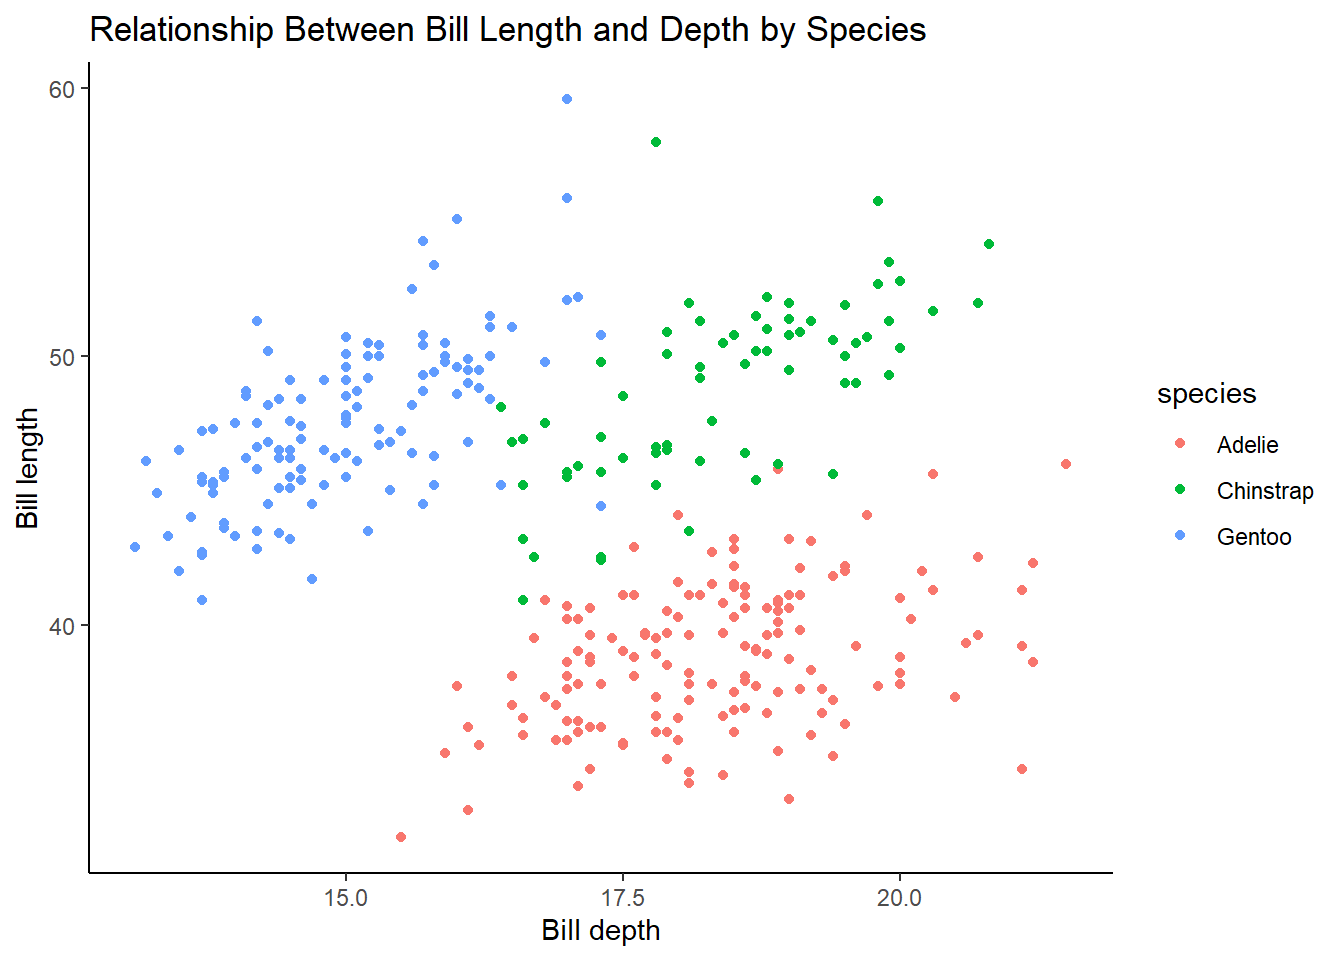 Relationship Between Bill Length and Depth by Species
60
50
40
Bill length
15.0
17.5
20.0
Bill depth
species
Adelie
Chinstrap
Gentoo